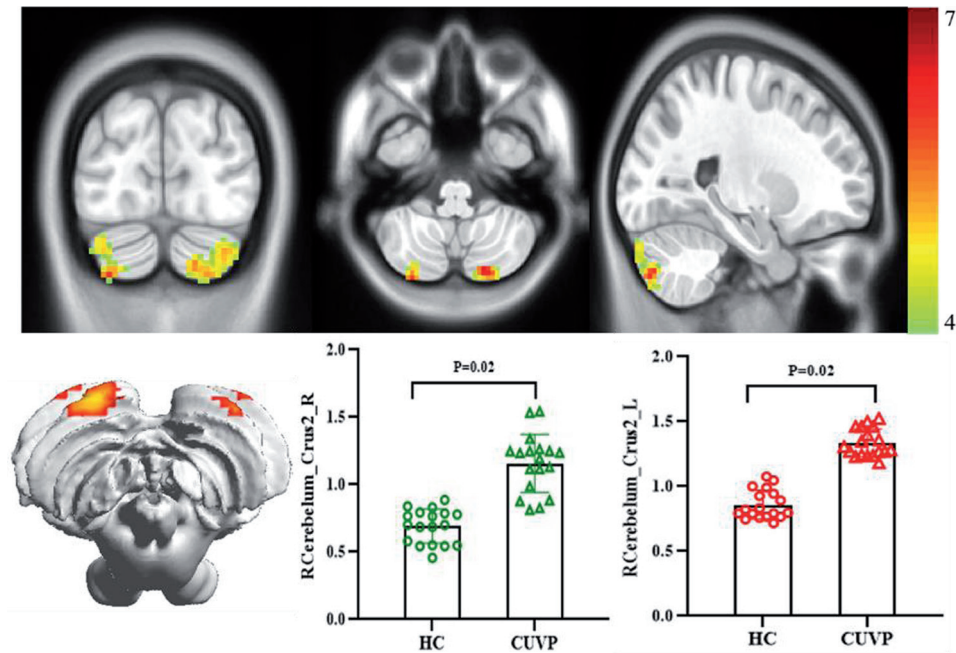 7
4
2.0
1.5
1.0
0.5
0.0
RCerebelum_Crus2_R
P=0.02
HC
CUVP
2.0
1.5
1.0
0.5
0.0
RCerebelum_Crus2_L
P=0.02
HC
CUVP